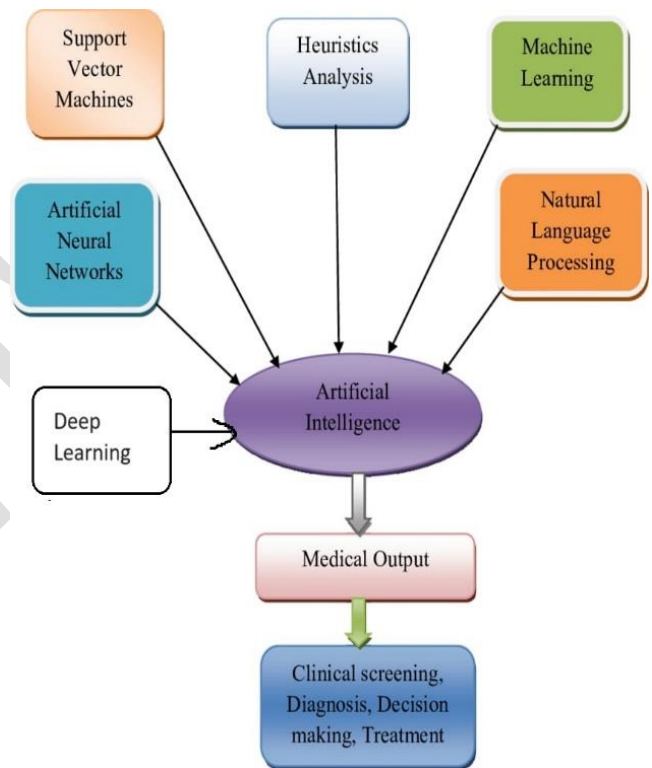 Support
Vector
Machines
Heuristics
Analysis
Machine
Learning
Artificial
Neural
Networks
Natural
Language
Processing
Artificial
Intelligence
Deep
Learning
Medical Output
Clinical screening,
Diagnosis, Decision
making, Treatment